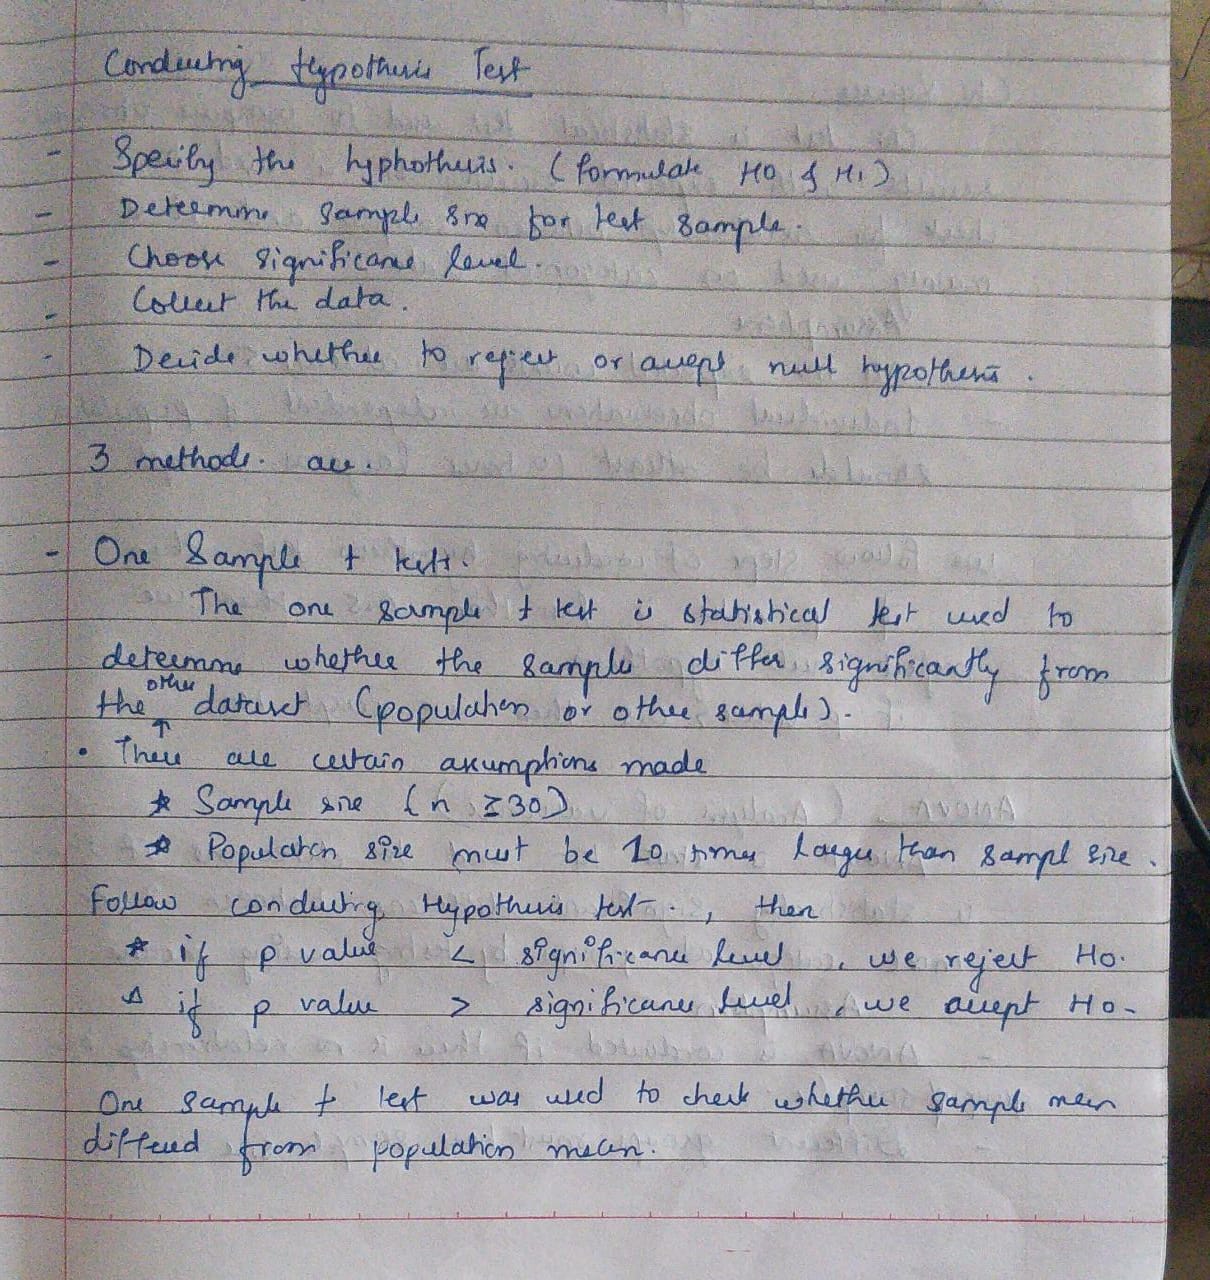 Conducting Hypothesis Test
- Specify the hyphothesis. (formulate H0 & H1)
- Determine sample size for test sample.
- Choose significance level.
- Collect the data.
- Decide whether to reject or accept null hypothesis.
3 methods. are.
- One Sample t test.
The one sample t test is statistical test used to
determine whether the sample differ significantly from
the other dataset (population or other sample).
• There are certain assumptions made
* Sample size (n ≥30)
* Population size must be 10 times larger than sampl size.
Follow conducting Hypothesis test., then
* if p value < significance level, we reject H0.
* if p value > significance level, we accept H0.
One sample t test was used to check whether sample mean
differed from population mean.